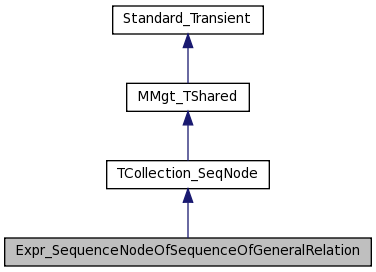 Standard_Transient
MMgt_TShared
TCollection_SeqNode
Expr_SequenceNodeOfSequenceOfGeneralRelation